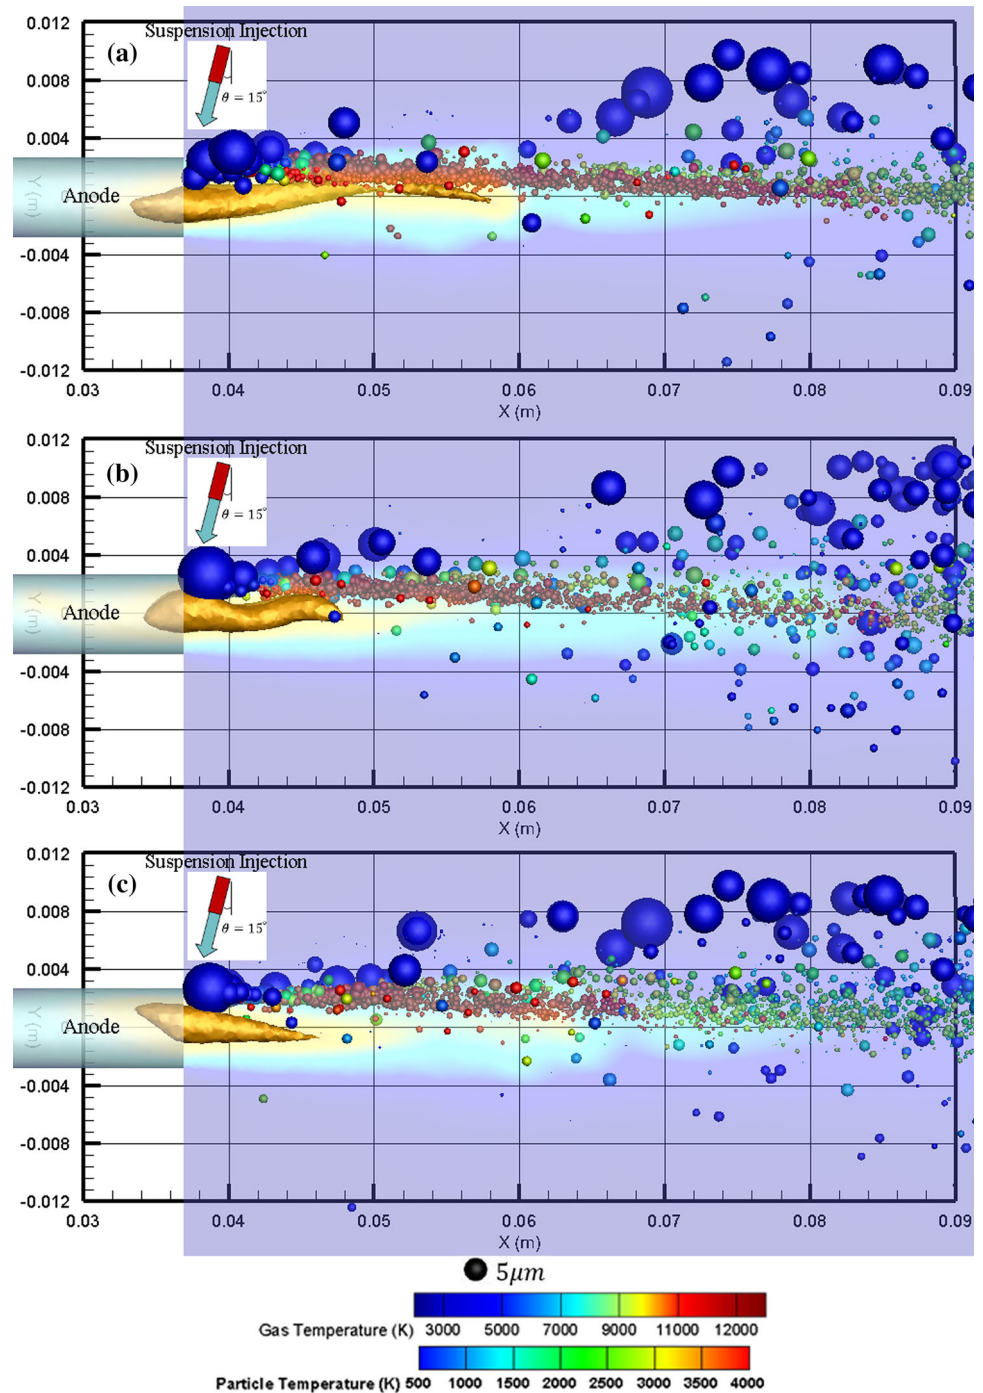 0.012
Suspension Injection
(a)
0.008
θ = 15°
0.004
Y (m)
Anode
-0.004
-0.008
-0.012
0.03 0.04 0.05 0.06 0.07 0.08 0.09
X (m)
0.012
Suspension Injection
(b)
0.008
θ = 15°
0.004
Y (m)
Anode
-0.004
-0.008
-0.012
0.03 0.04 0.05 0.06 0.07 0.08 0.09
X (m)
0.012
Suspension Injection
(c)
0.008
θ = 15°
0.004
Y (m)
Anode
-0.004
-0.008
-0.012
0.03 0.04 0.05 0.06 0.07 0.08 0.09
X (m)
5μm
Gas Temperature (K) 3000 5000 7000 9000 11000 12000
Particle Temperature (K) 500 1000 1500 2000 2500 3000 3500 4000